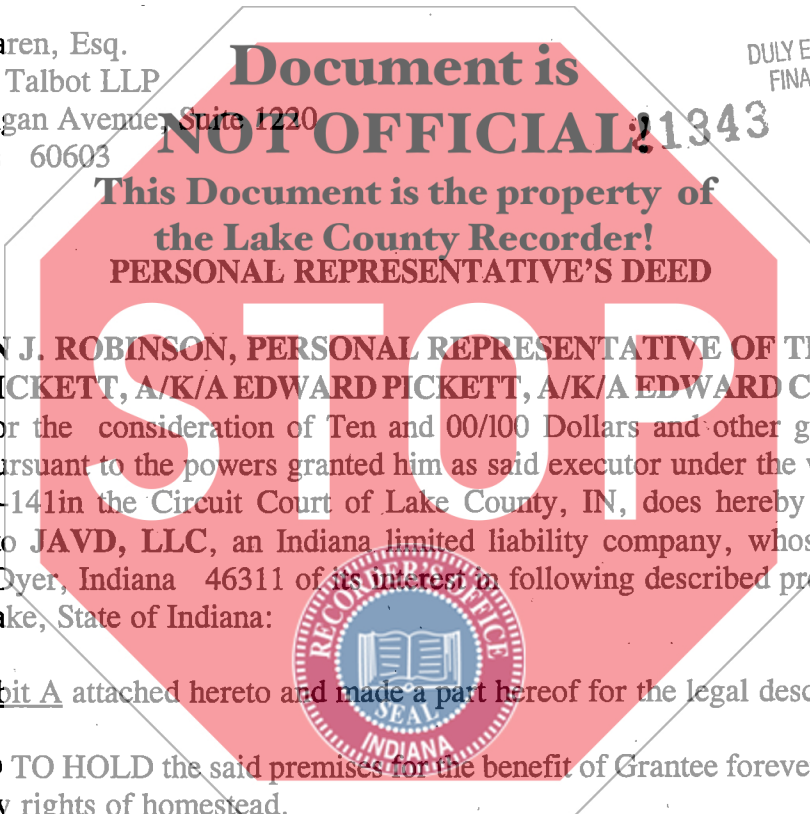 aren, Esq.
Talbot LLP
gan Avenue, Suite 1220
60603
DULY E
FINA
21343
Document is
NOT OFFICIAL!
This Document is the property of
the Lake County Recorder!
PERSONAL REPRESENTATIVE'S DEED
STOP
N J. ROBINSON, PERSONAL REPRESENTATIVE OF T
ICKETT, A/K/A EDWARD PICKETT, A/K/A EDWARD C
or the consideration of Ten and 00/100 Dollars and other g
ursuant to the powers granted him as said executor under the
-141in the Circuit Court of Lake County, IN, does hereby
o JAVD, LLC, an Indiana limited liability company, whos
Dyer, Indiana 46311 of its interest in following described pr
ake, State of Indiana:
bit A attached hereto and made a part hereof for the legal desc
TO HOLD the said premises for the benefit of Grantee foreve
y rights of homestead.
RECORDER'S OFFICE
SEAL
INDIANA